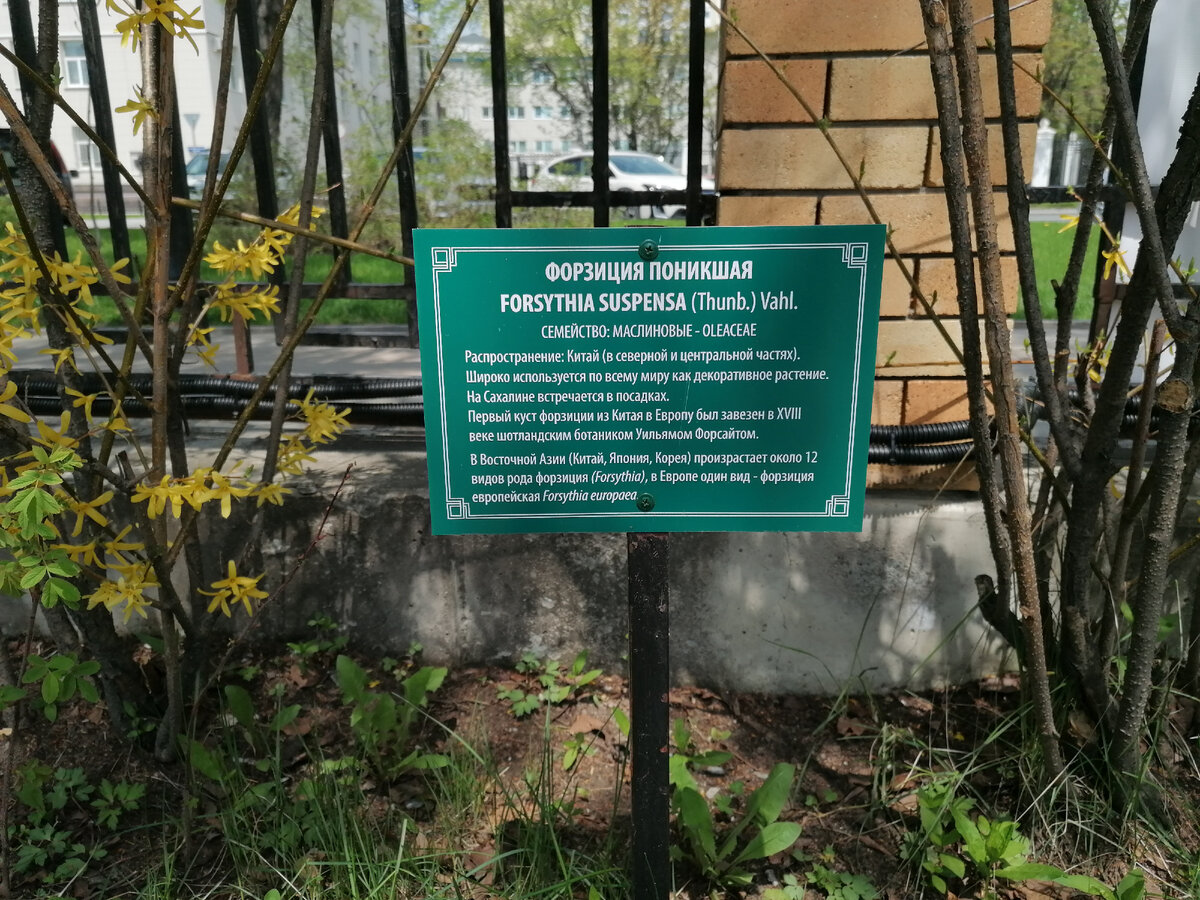 ФОРЗИЦИЯ ПОНИКШАЯ
FORSYTHIA SUSPENSA (Thunb.) Vahl.
СЕМЕЙСТВО: МАСЛИНОВЫЕ - OLEACEAE
Распространение: Китай (в северной и центральной частях).
Широко используется по всему миру как декоративное растение.
На Сахалине встречается в посадках.
Первый куст форзиции из Китая в Европу был завезен в XVIII
веке шотландским ботаником Уильямом Форсайтом.
В Восточной Азии (Китай, Япония, Корея) произрастает около 12
видов рода форзиция (Forsythia), в Европе один вид - форзиция
европейская Forsythia europaea.